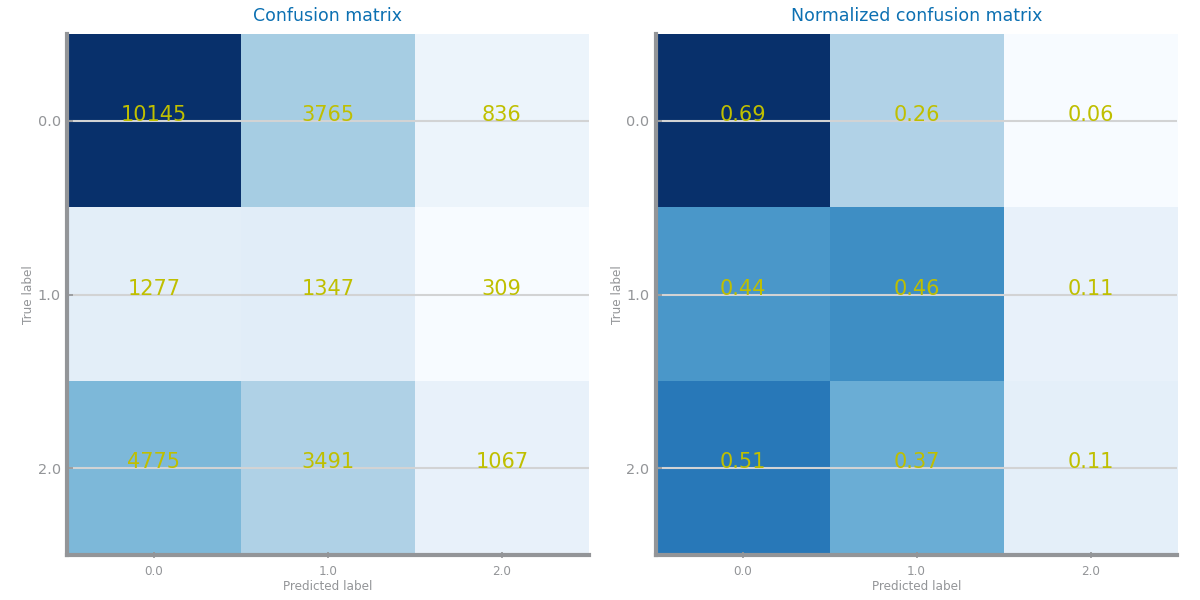 Confusion matrix
10145 3765 836
1277 1347 309
4775 3491 1067
0.0
1.0
2.0
True label
0.0 1.0 2.0
Predicted label
Normalized confusion matrix
0.69 0.26 0.06
0.44 0.46 0.11
0.51 0.37 0.11
0.0
1.0
2.0
True label
0.0 1.0 2.0
Predicted label